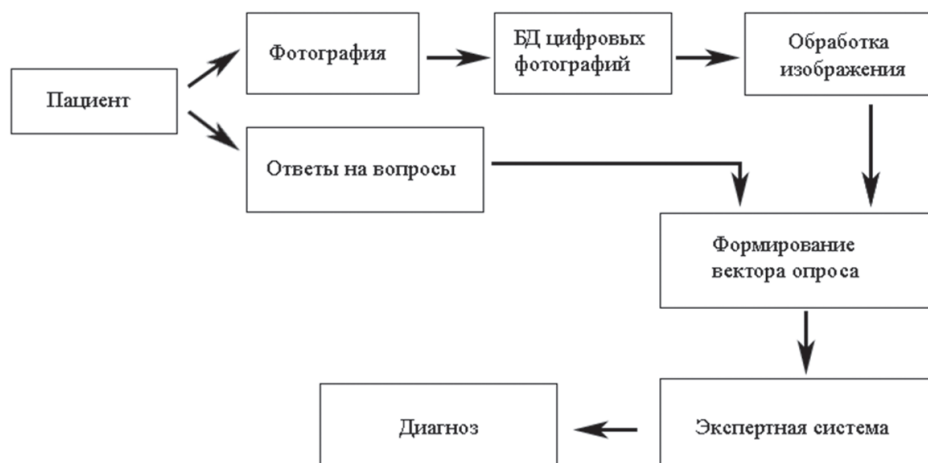 Пациент
Фотография
БД цифровых
фотографий
Обработка
изображения
Ответы на вопросы
Формирование
вектора опроса
Экспертная система
Диагноз